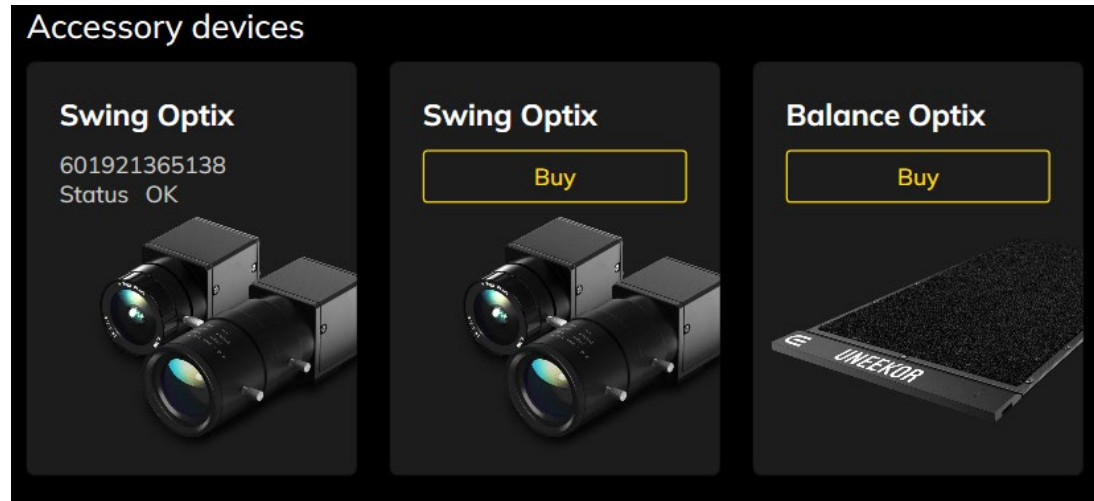 Accessory devices
Swing Optix
601921365138
Status OK
Swing Optix
Buy
Balance Optix
Buy
UNEEKOR